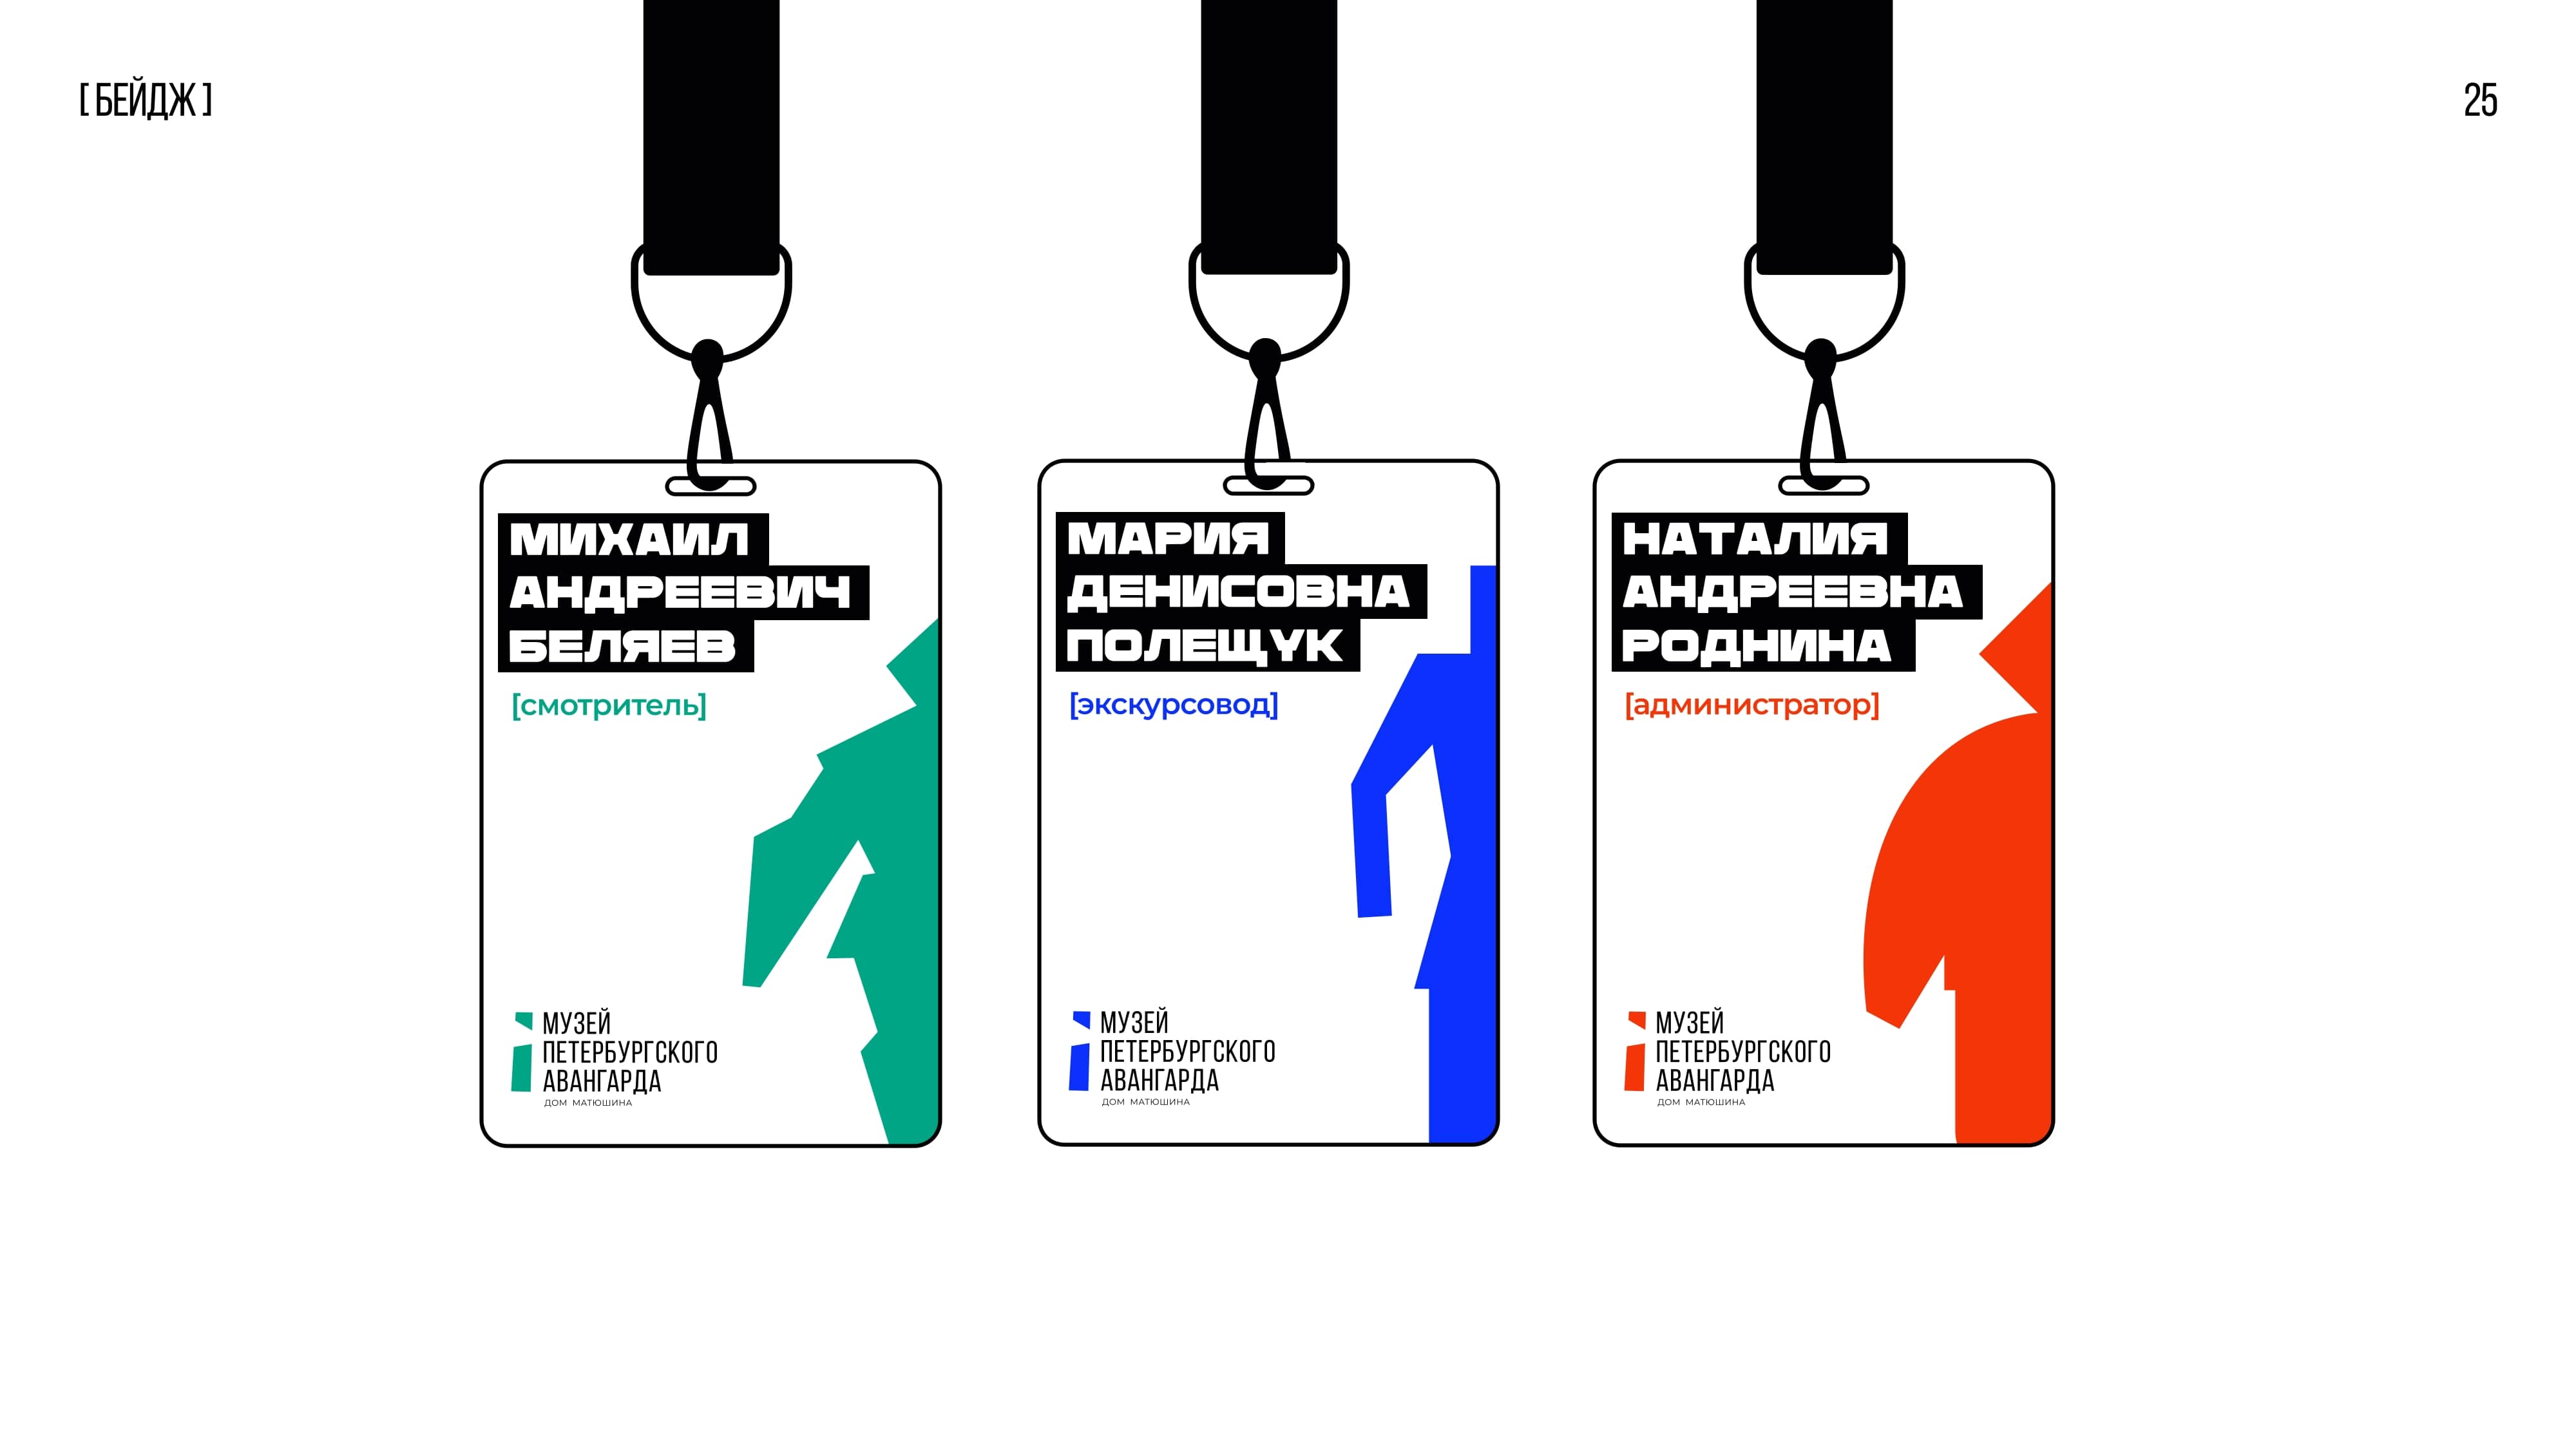 [ БЕЙДЖ ]
25
МИХАИЛ
АНДРЕЕВИЧ
БЕЛЯЕВ
[смотритель]
МУЗЕЙ
ПЕТЕРБУРГСКОГО
АВАНГАРДА
ДОМ МАТЮШИНА
МАРИЯ
ДЕНИСОВНА
ПОЛЕЩУК
[экскурсовод]
МУЗЕЙ
ПЕТЕРБУРГСКОГО
АВАНГАРДА
ДОМ МАТЮШИНА
НАТАЛИЯ
АНДРЕЕВНА
РОДНИНА
[администратор]
МУЗЕЙ
ПЕТЕРБУРГСКОГО
АВАНГАРДА
ДОМ МАТЮШИНА